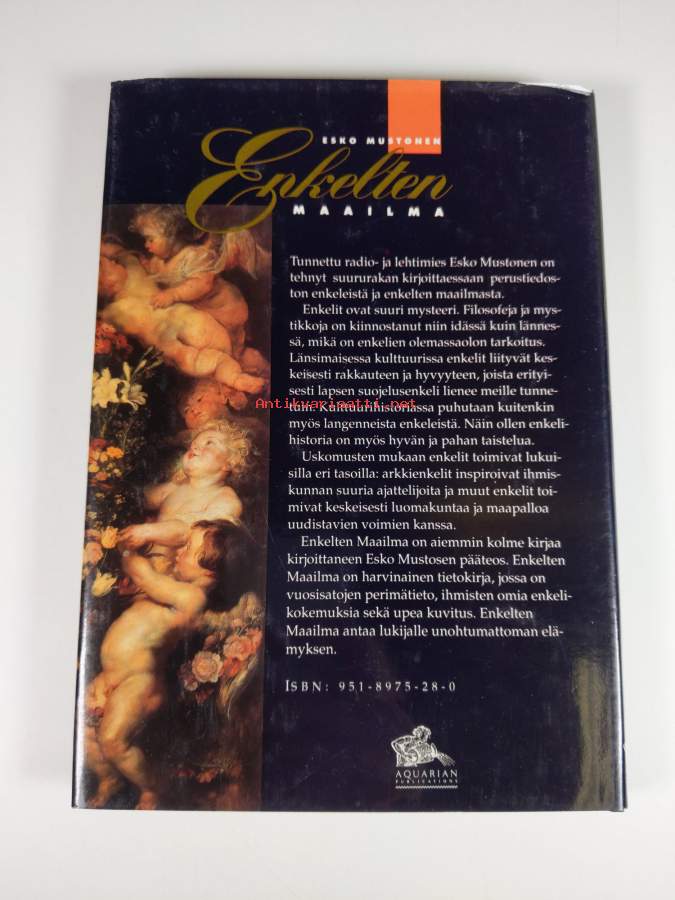 ESKO MUSTONEN
Enkelten
MAAILMA
Tunnettu radio- ja lehtimies Esko Mustonen on
tehnyt suururakan kirjoittaessaan perustiedos-
ton enkeleistä ja enkelten maailmasta.
Enkelit ovat suuri mysteeri. Filosofeja ja mys-
tikkoja on kiinnostanut niin idässä kuin lännes-
sä, mikä on enkelien olemassaolon tarkoitus.
Länsimaisessa kulttuurissa enkelit liityvät kes-
keisesti rakkauteen ja hyvyyteen, joista erityi-
sesti lapsen suojelusenkeli lienee meille tunne-
Antikvariaatti.net
tuin. Kulttuurihistoriassa puhutaan kuitenkin
myös langenneista enkeleistä. Näin ollen enkeli-
historia on myös hyvän ja pahan taistelua.
Uskomusten mukaan enkelit toimivat lukui-
silla eri tasoilla: arkkienkelit inspiroivat ihmis-
kunnan suuria ajattelijoita ja muut enkelit toi-
mivat keskeisesti luomakuntaa ja maapalloa
uudistavien voimien kanssa.
Enkelten Maailma on aiemmin kolme kirjaa
kirjoittaneen Esko Mustosen pääteos. Enkelten
Maailma on harvinainen tietokirja, jossa on
vuosisatojen perimätieto, ihmisten omia enkeli-
kokemuksia sekä upea kuvitus. Enkelten
Maailma antaa lukijalle unohtumattoman elä-
myksen.
ISBN: 951-8975-28-0
AQUARIAN
PUBLICATIONS